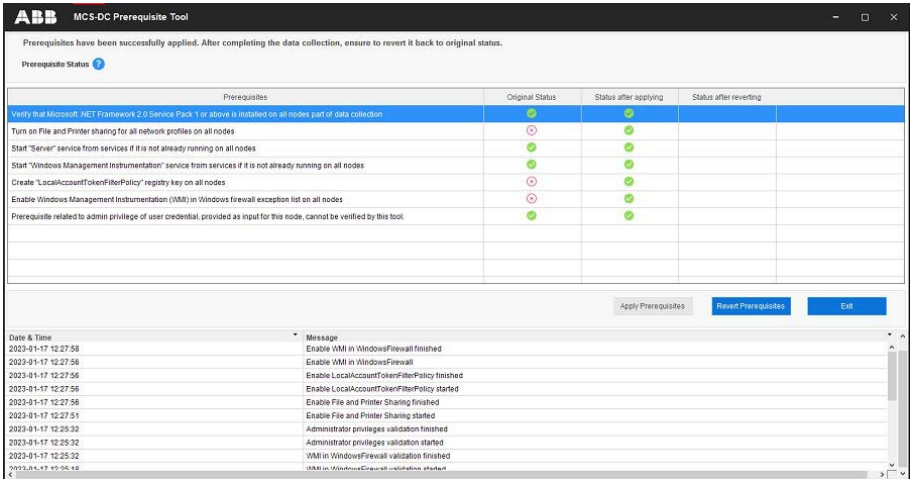 ABB MCS-DC Prerequisite Tool
Prerequisites have been successfully applied. After completing the data collection, ensure to revert it back to original status.
Prerequisite Status ?
Prerequisites Original Status Status after applying Status after reverting
Verify that Microsoft .NET Framework 2.0 Service Pack 1 or above is installed on all nodes part of data collection
Turn on File and Printer sharing for all network profiles on all nodes
Start "Server" service from services if it is not already running on all nodes
Start "Windows Management Instrumentation" service from services if it is not already running on all nodes
Create "LocalAccountTokenFilterPolicy" registry key on all nodes
Enable Windows Management Instrumentation (WMI) in Windows firewall exception list on all nodes
Prerequisite related to admin privilege of user credential, provided as input for this node, cannot be verified by this tool.
Apply Prerequisites Revert Prerequisites Exit
Date & Time Message
2023-01-17 12:27:58 Enable WMI in WindowsFirewall finished
2023-01-17 12:27:56 Enable WMI in WindowsFirewall
2023-01-17 12:27:56 Enable LocalAccountTokenFilterPolicy finished
2023-01-17 12:27:56 Enable LocalAccountTokenFilterPolicy started
2023-01-17 12:27:56 Enable File and Printer Sharing finished
2023-01-17 12:27:51 Enable File and Printer Sharing started
2023-01-17 12:25:32 Administrator privileges validation finished
2023-01-17 12:25:32 Administrator privileges validation started
2023-01-17 12:25:32 WMI in WindowsFirewall validation finished
2023-01-17 12:25:19 WMI in WindowsFirewall validation started